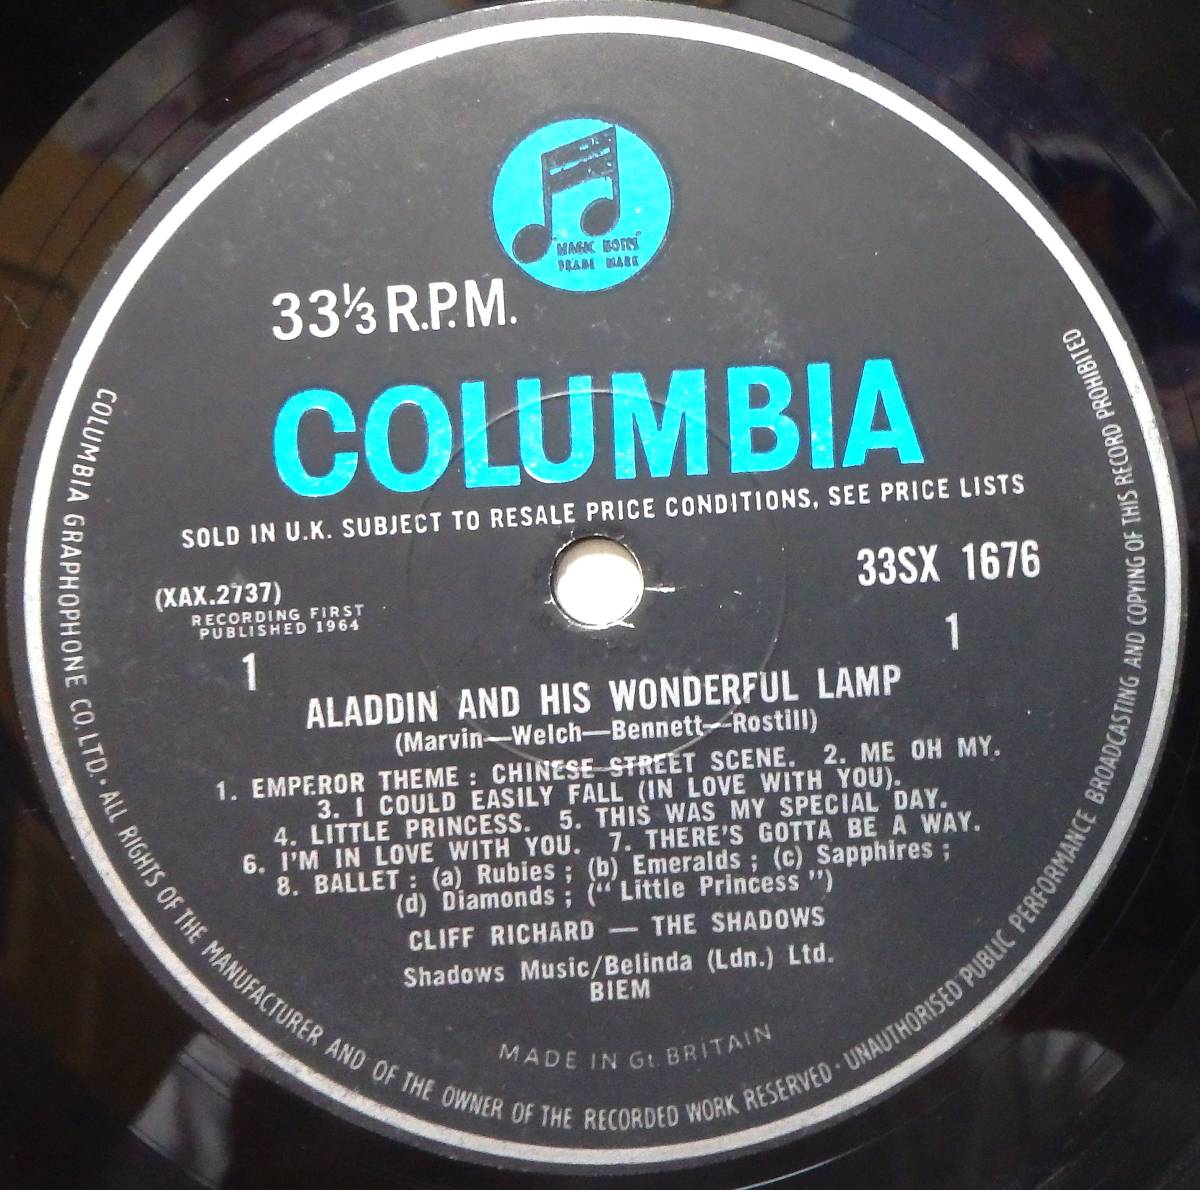 "MAGIC NOTES"
TRADE MARK
33⅓ R.P.M.
COLUMBIA
SOLD IN U.K. SUBJECT TO RESALE PRICE CONDITIONS, SEE PRICE LISTS
(XAX.2737)
33SX 1676
RECORDING FIRST
PUBLISHED 1964
1
1
ALADDIN AND HIS WONDERFUL LAMP
(Marvin—Welch—Bennett—Rostill)
1. EMPEROR THEME : CHINESE STREET SCENE. 2. ME OH MY.
3. I COULD EASILY FALL (IN LOVE WITH YOU).
4. LITTLE PRINCESS. 5. THIS WAS MY SPECIAL DAY.
6. I'M IN LOVE WITH YOU. 7. THERE'S GOTTA BE A WAY.
8. BALLET : (a) Rubies ; (b) Emeralds ; (c) Sapphires ;
(d) Diamonds ; (" Little Princess ")
CLIFF RICHARD — THE SHADOWS
Shadows Music/Belinda (Ldn.) Ltd.
BIEM
MADE IN Gt. BRITAIN
COLUMBIA GRAPHOPHONE CO. LTD. · ALL RIGHTS OF THE MANUFACTURER AND OF THE OWNER OF THE RECORDED WORK RESERVED · UNAUTHORISED PUBLIC PERFORMANCE BROADCASTING AND COPYING OF THIS RECORD PROHIBITED